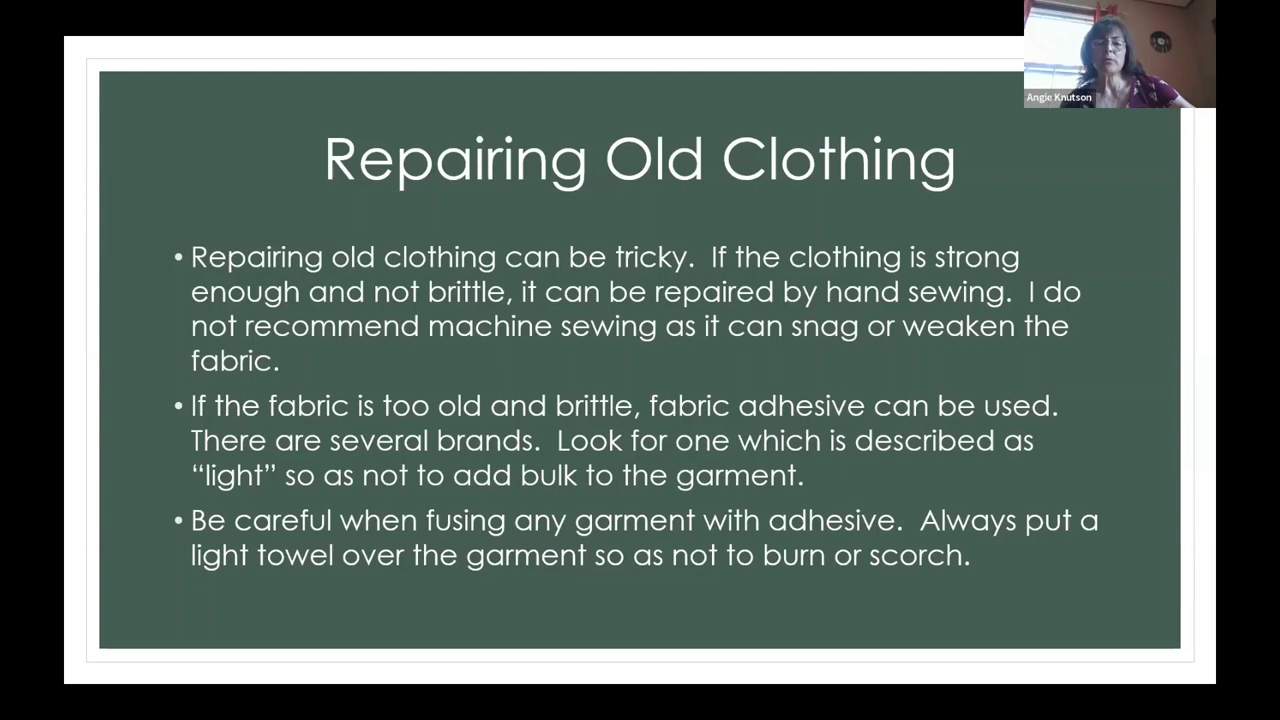 Angie Knutson
Repairing Old Clothing
• Repairing old clothing can be tricky.  If the clothing is strong
enough and not brittle, it can be repaired by hand sewing.  I do
not recommend machine sewing as it can snag or weaken the
fabric.
• If the fabric is too old and brittle, fabric adhesive can be used.
There are several brands.  Look for one which is described as
“light” so as not to add bulk to the garment.
• Be careful when fusing any garment with adhesive.  Always put a
light towel over the garment so as not to burn or scorch.